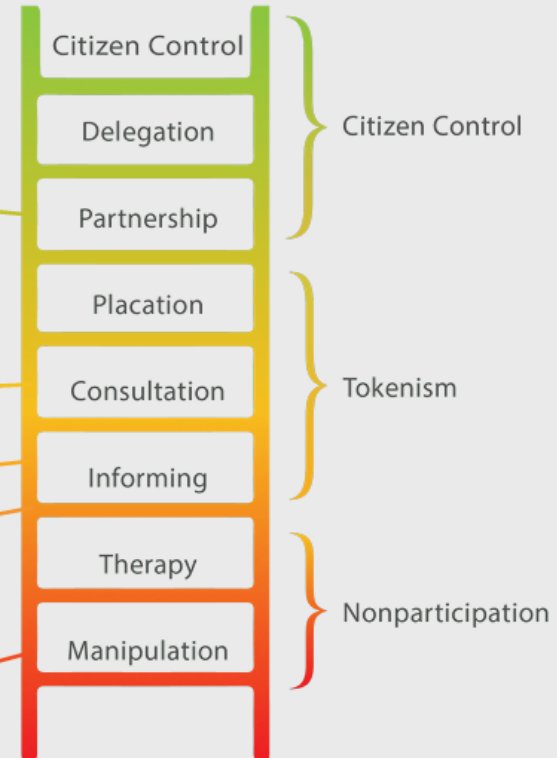 Citizen Control
Delegation
Partnership
Placation
Consultation
Informing
Therapy
Manipulation
Citizen Control
Tokenism
Nonparticipation